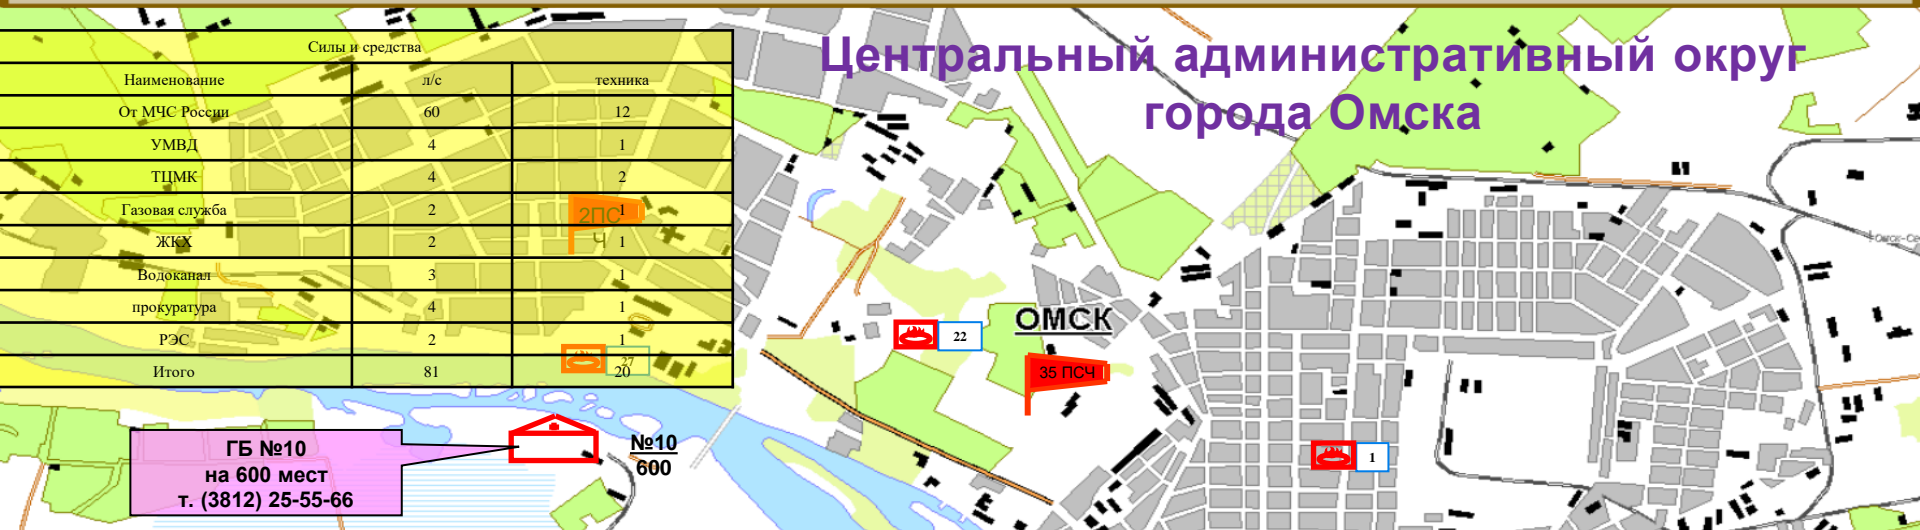 Центральный административный округ
города Омска
Силы и средства
Наименование л/с техника
От МЧС России 60 12
УМВД 4 1
ТЦМК 4 2
Газовая служба 2 1
ЖКХ 2 1
Водоканал 3 1
прокуратура 4 1
РЭС 2 1
Итого 81 20
2ПС
Ч
27
22
ОМСК
35 ПСЧ
1
ГБ №10
на 600 мест
т. (3812) 25-55-66
№10
600